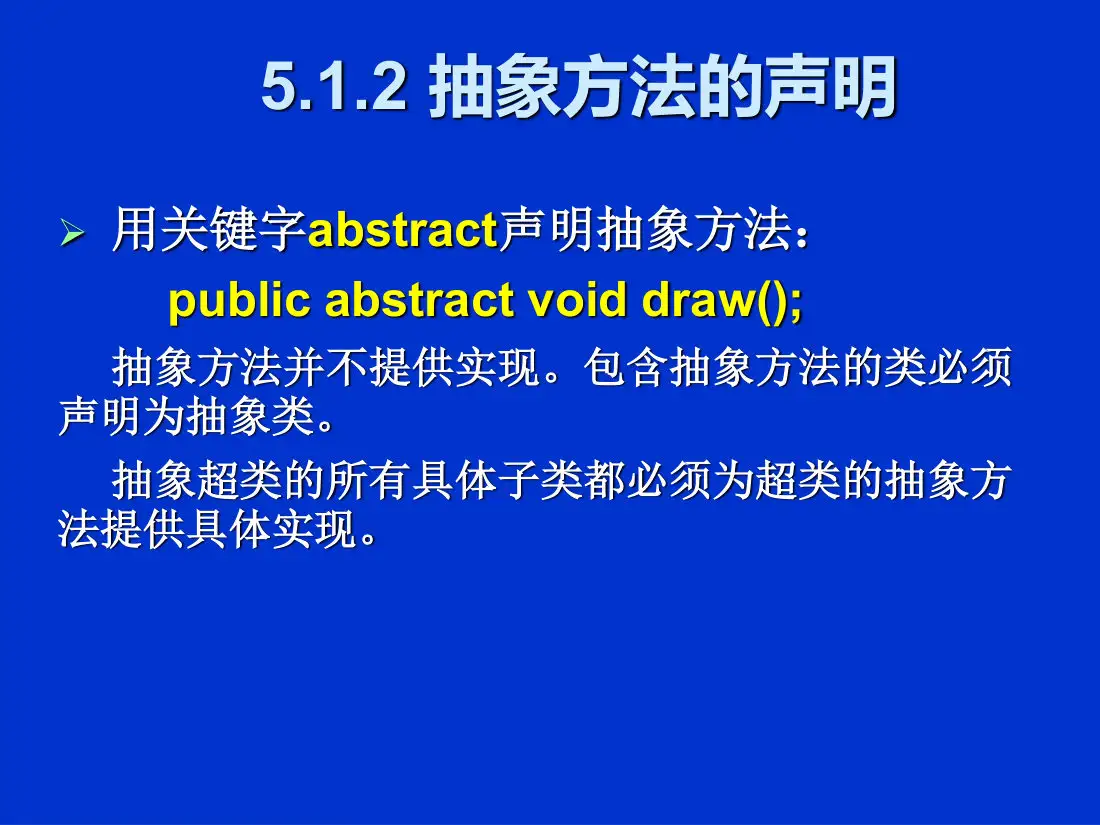 5.1.2 抽象方法的声明
用关键字abstract声明抽象方法：
public abstract void draw();
抽象方法并不提供实现。包含抽象方法的类必须
声明为抽象类。
抽象超类的所有具体子类都必须为超类的抽象方
法提供具体实现。